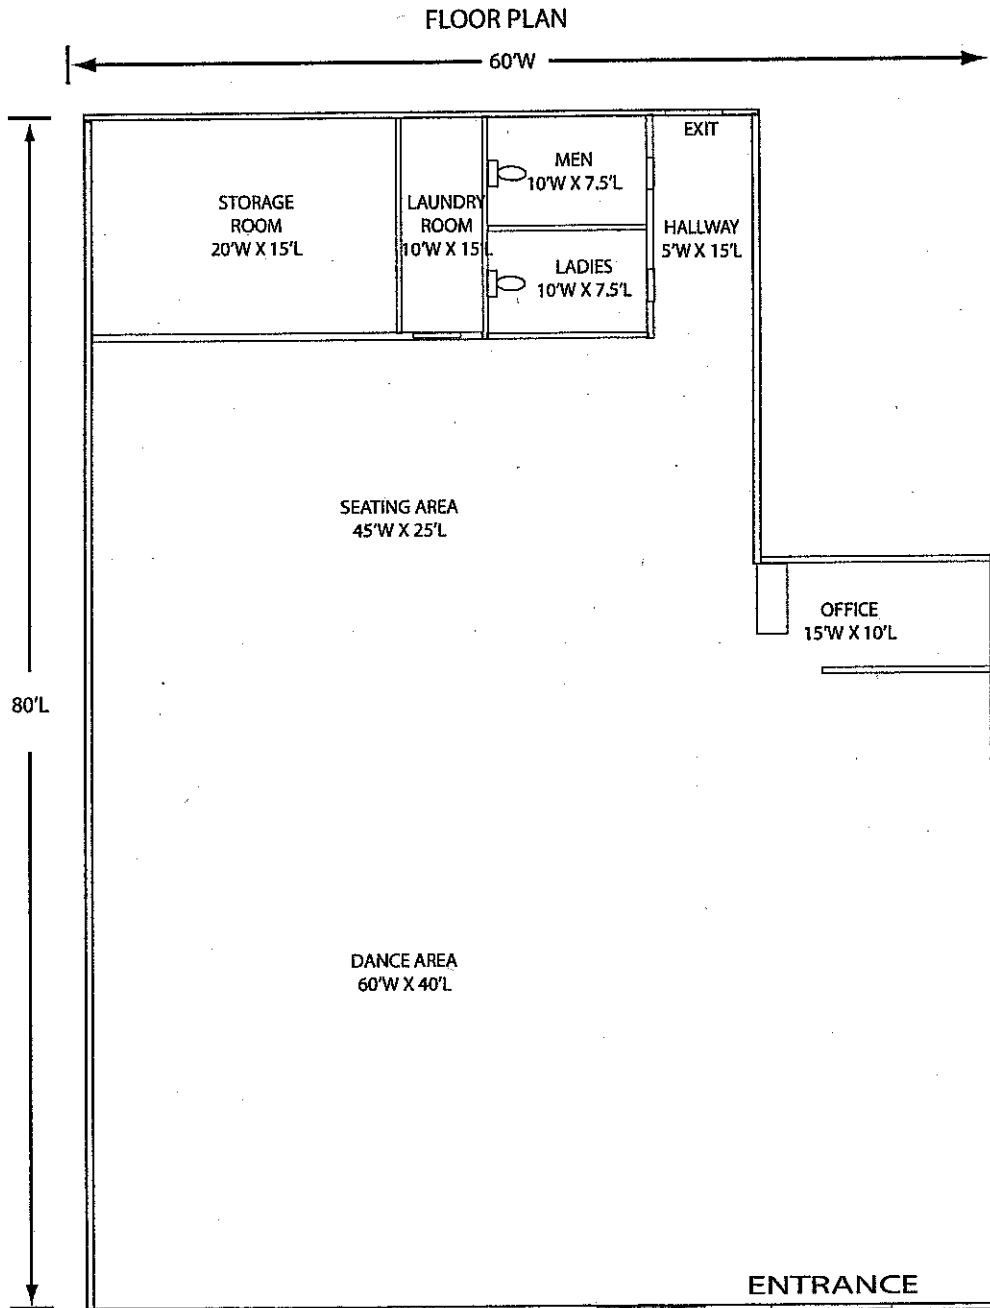 FLOOR PLAN
60'W
EXIT
MEN
10'W X 7.5'L
STORAGE
ROOM
20'W X 15'L
LAUNDRY
ROOM
10'W X 15'L
HALLWAY
5'W X 15'L
LADIES
10'W X 7.5'L
SEATING AREA
45'W X 25'L
OFFICE
15'W X 10'L
80'L
DANCE AREA
60'W X 40'L
ENTRANCE